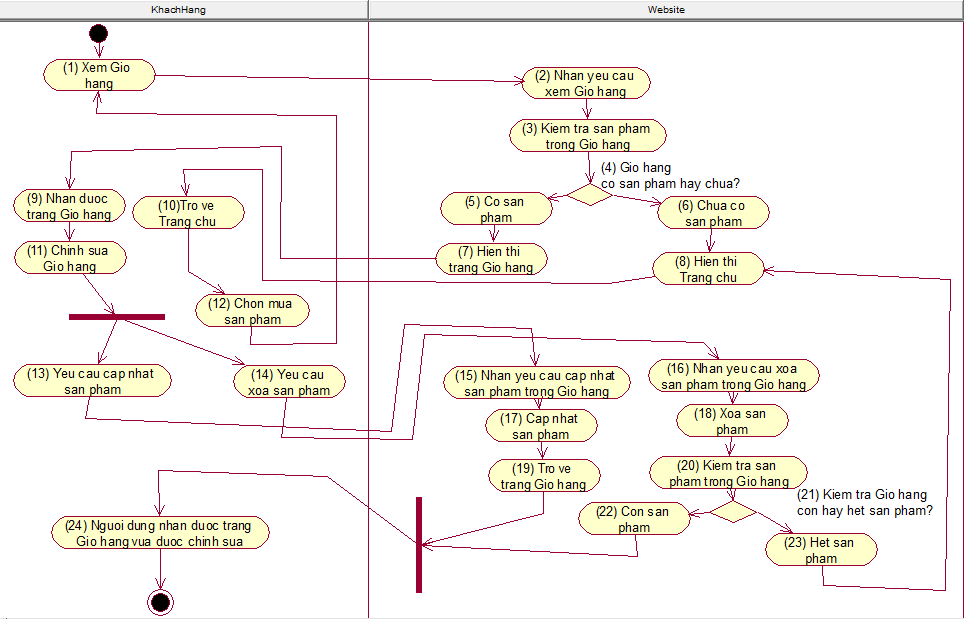 KhachHang
Website
(1) Xem Gio
hang
(2) Nhan yeu cau
xem Gio hang
(3) Kiem tra san pham
trong Gio hang
(4) Gio hang
co san pham hay chua?
(5) Co san
pham
(6) Chua co
san pham
(7) Hien thi
trang Gio hang
(8) Hien thi
Trang chu
(9) Nhan duoc
trang Gio hang
(10)Tro ve
Trang chu
(11) Chinh sua
Gio hang
(12) Chon mua
san pham
(13) Yeu cau cap nhat
san pham
(14) Yeu cau
xoa san pham
(15) Nhan yeu cau cap nhat
san pham trong Gio hang
(16) Nhan yeu cau xoa
san pham trong Gio hang
(17) Cap nhat
san pham
(18) Xoa san
pham
(19) Tro ve
trang Gio hang
(20) Kiem tra san
pham trong Gio hang
(21) Kiem tra Gio hang
con hay het san pham?
(22) Con san
pham
(23) Het san
pham
(24) Nguoi dung nhan duoc trang
Gio hang vua duoc chinh sua